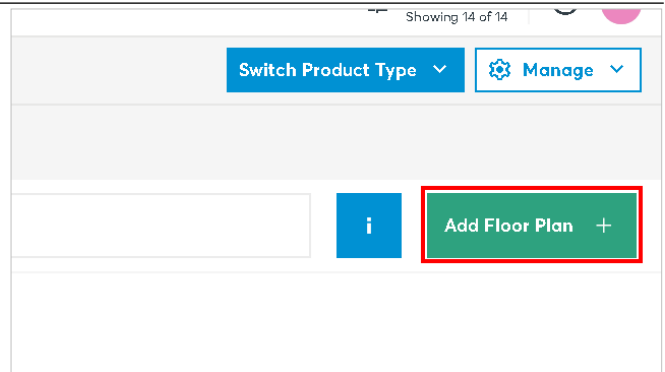 Showing 14 of 14
Switch Product Type
Manage
i
Add Floor Plan +